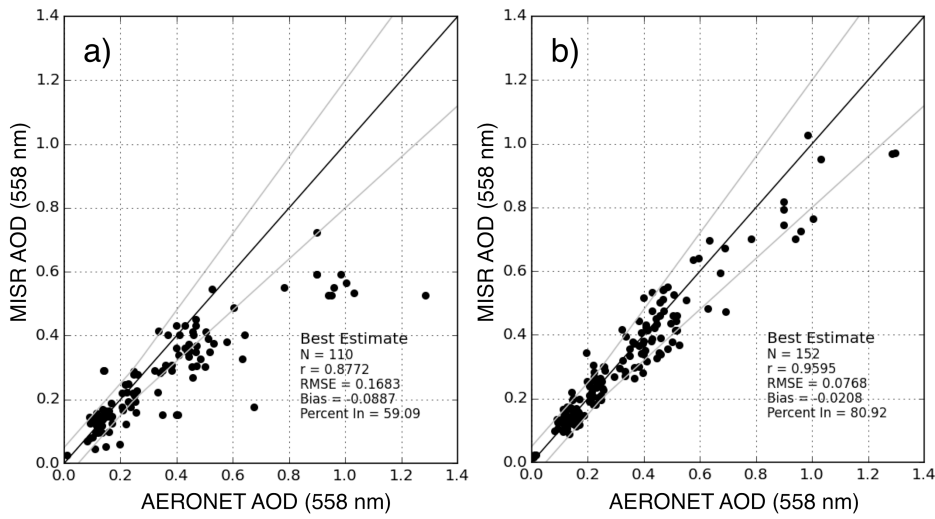 a)
1.4
1.2
1.0
0.8
0.6
0.4
0.2
0.0
MISR AOD (558 nm)
Best Estimate
N = 110
r = 0.8772
RMSE = 0.1683
Bias = -0.0887
Percent In = 59.09
0.0 0.2 0.4 0.6 0.8 1.0 1.2 1.4
AERONET AOD (558 nm)
b)
1.4
1.2
1.0
0.8
0.6
0.4
0.2
0.0
MISR AOD (558 nm)
Best Estimate
N = 152
r = 0.9595
RMSE = 0.0768
Bias = -0.0208
Percent In = 80.92
0.0 0.2 0.4 0.6 0.8 1.0 1.2 1.4
AERONET AOD (558 nm)